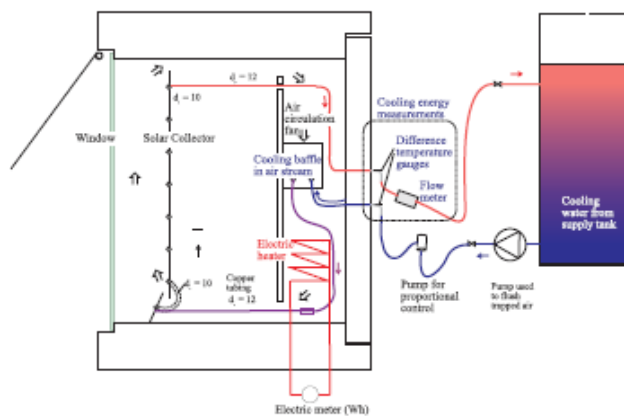 d = 12
d = 10
Window
Solar Collector
Air
circulation
fan
Cooling baffle
in air stream
Cooling energy
measurements
Difference
temperature
gauges
Flow
meter
Cooling
water from
supply tank
Electric
heater
d = 10
Copper
tubing
d = 12
Pump for
proportional
control
Pump used
to flush
trapped air
Electric meter (Wh)